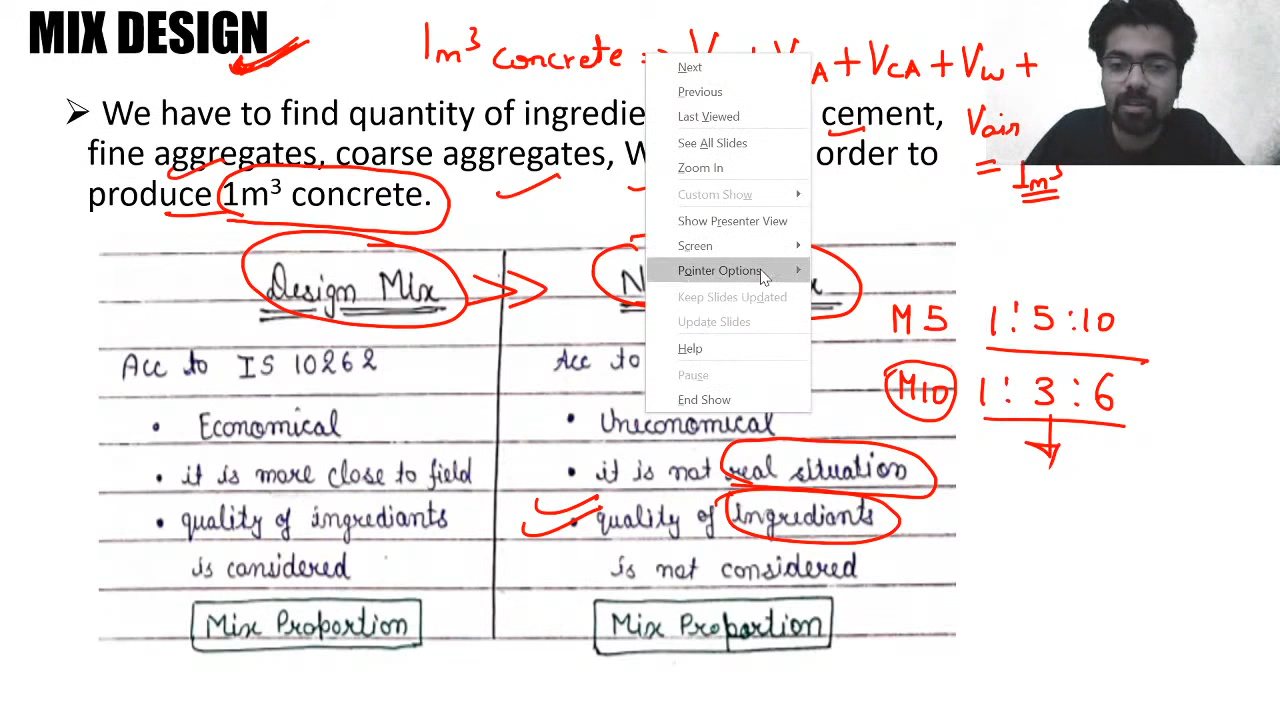 MIX DESIGN
1m³ concrete = V + V A + VCA + Vw +
Vair
= 1m³
➢ We have to find quantity of ingredie cement,
fine aggregates, coarse aggregates, W order to
produce 1m³ concrete.
Next
Previous
Last Viewed
See All Slides
Zoom In
Custom Show
Show Presenter View
Screen
Pointer Options
Keep Slides Updated
Update Slides
Help
Pause
End Show
Design Mix >> N x
Acc to IS 10262
• Economical
• it is more close to field
• quality of ingrediants
is considered
Mix Proportion
Acc to
• Uneconomical
• it is not real situation
• quality of ingrediants
is not considered
Mix Proportion
M5 1:5:10
M10 1:3:6